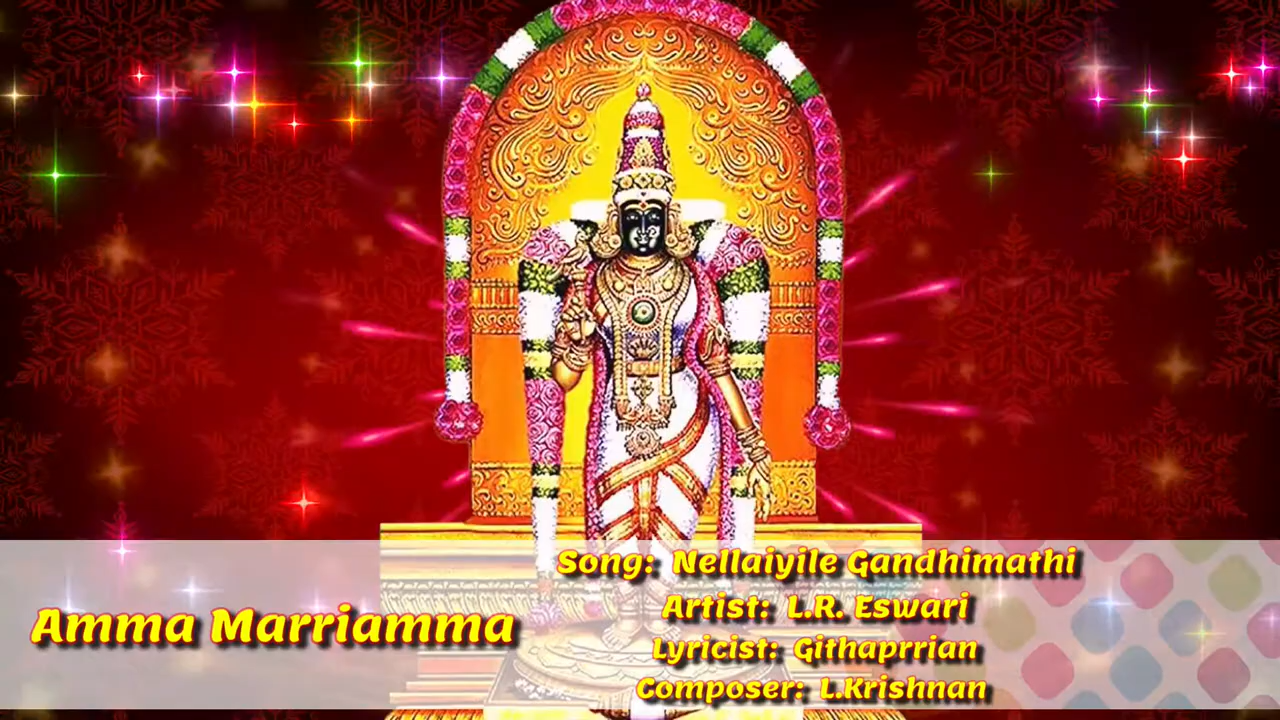 Amma Marriamma
Song: Nellaiyile Gandhimathi
Artist: L.R. Eswari
Lyricist: Githaprrian
Composer: L.Krishnan